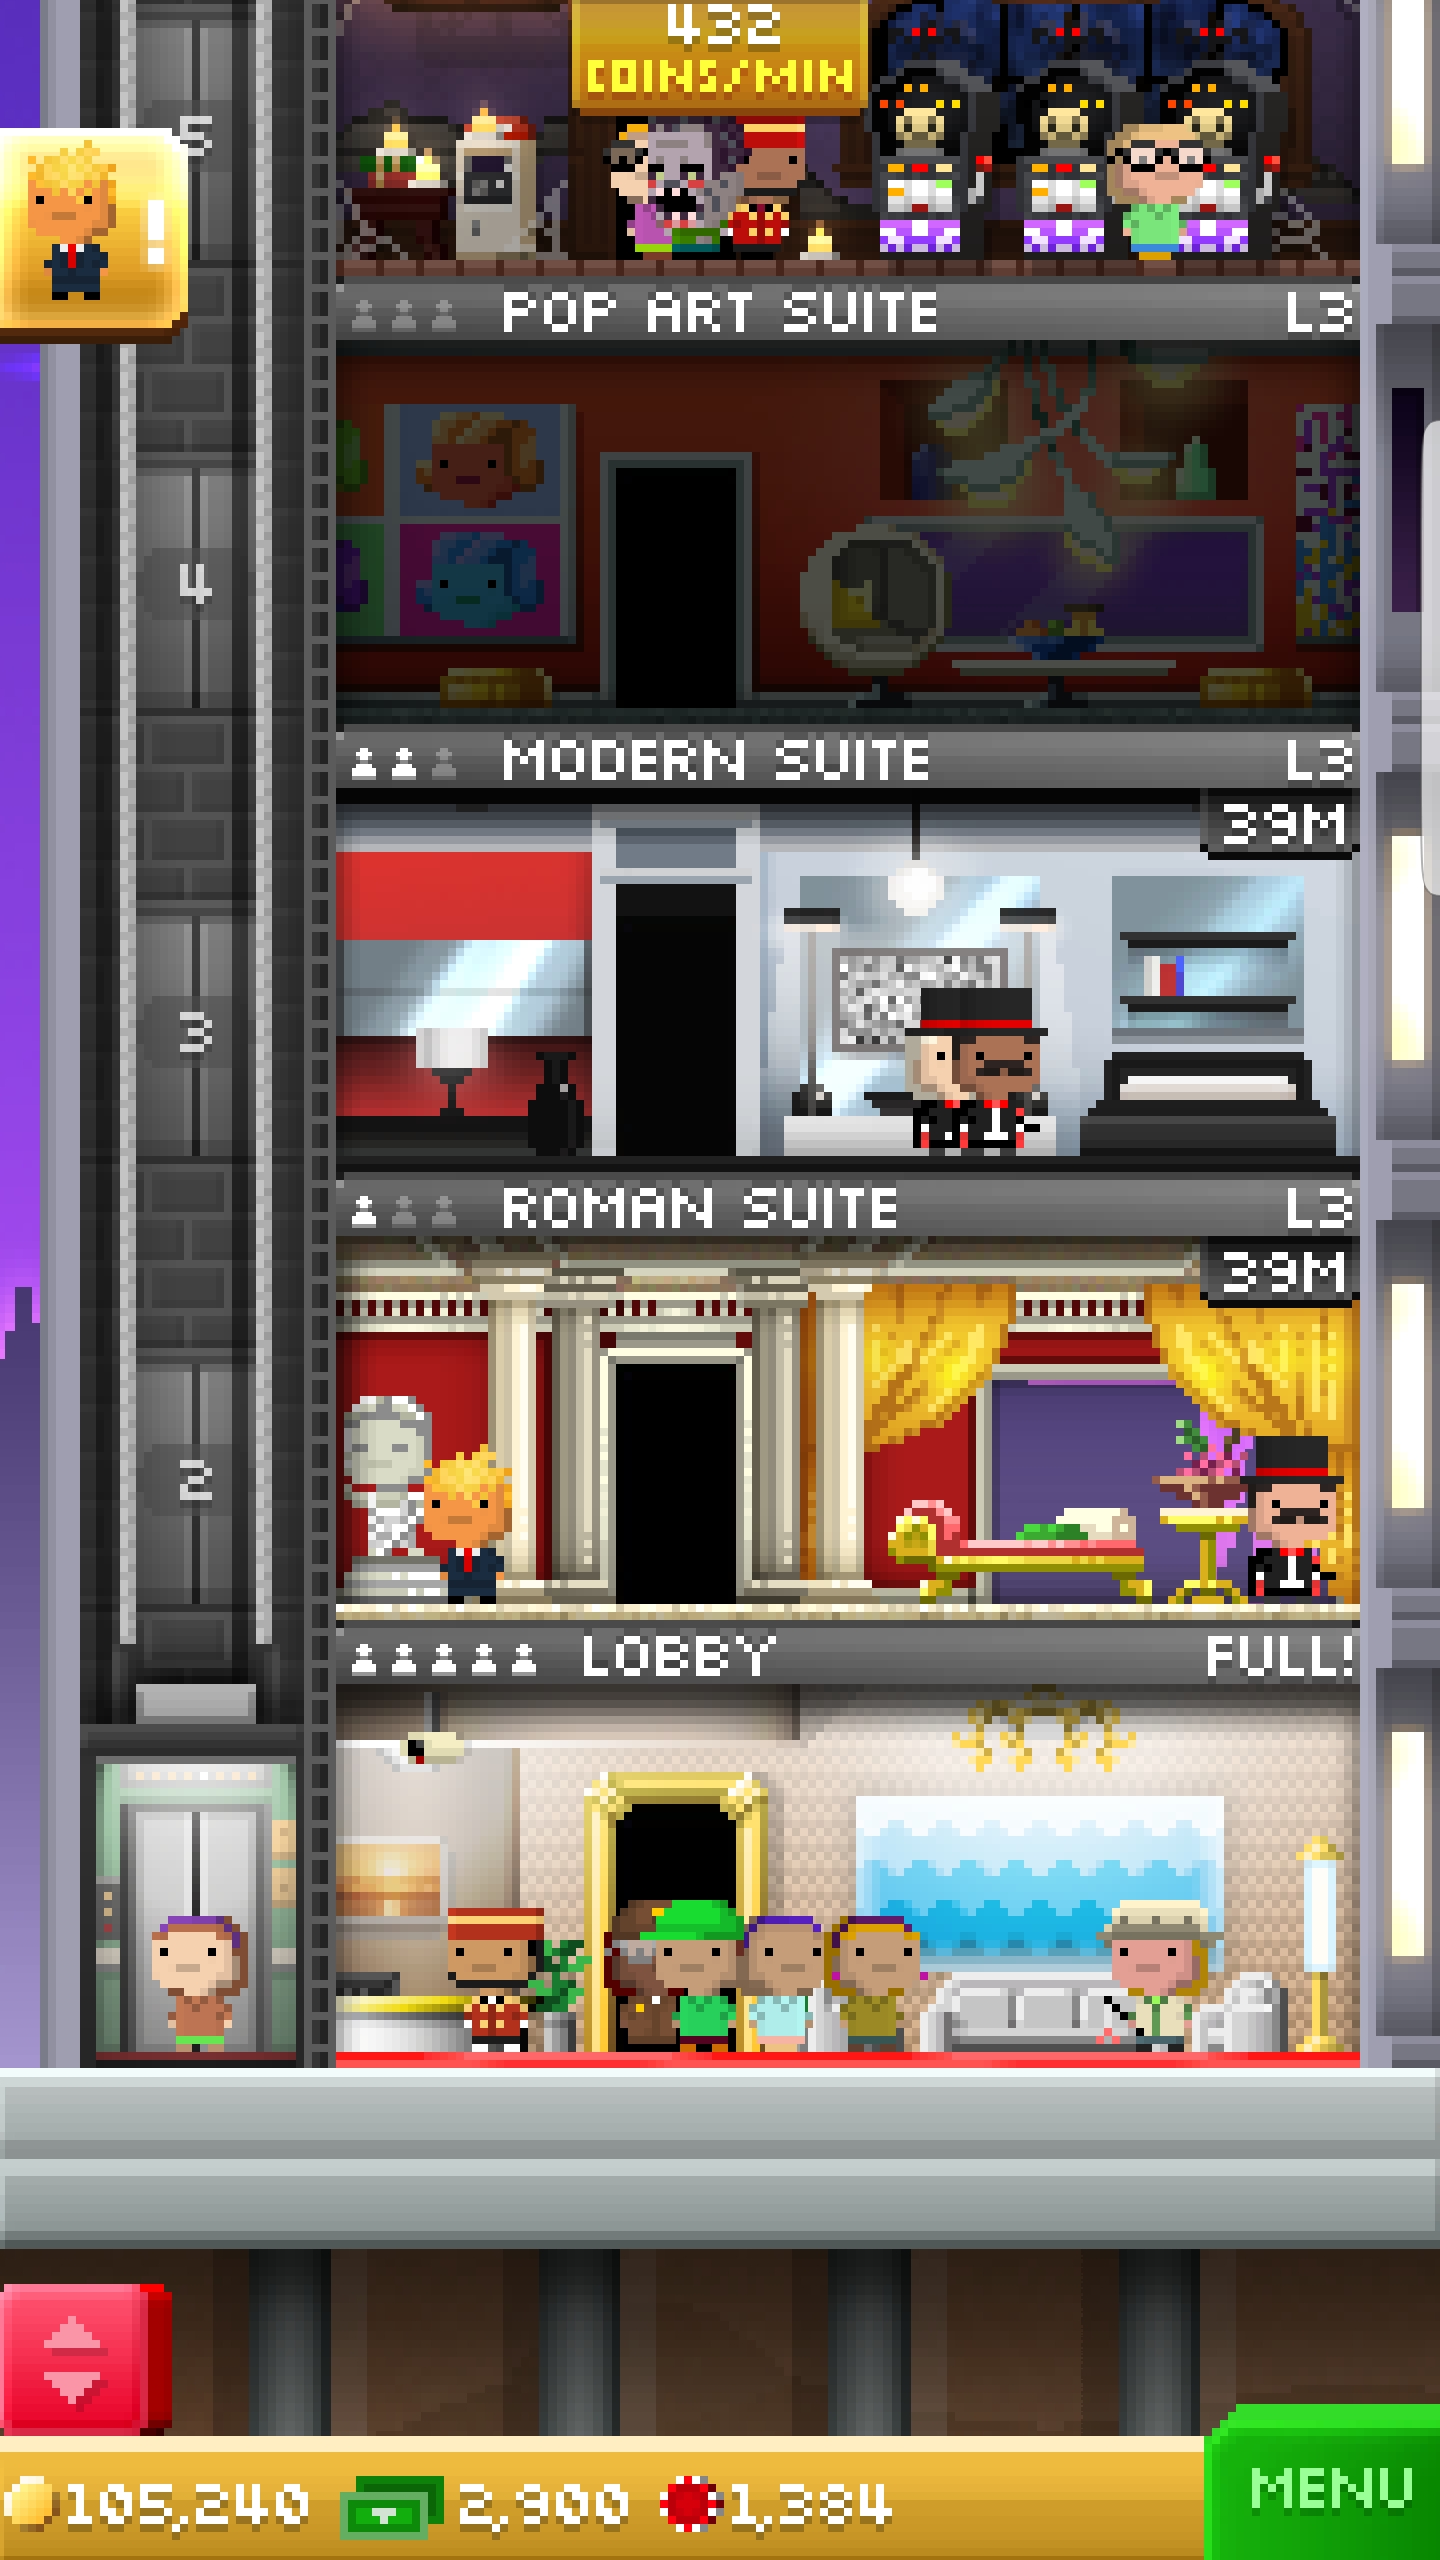 432
COINS/MIN
5
!
POP ART SUITE L3
4
MODERN SUITE L3
39M
3
ROMAN SUITE L3
39M
2
LOBBY FULL!
105,240 2,900 1,384
MENU